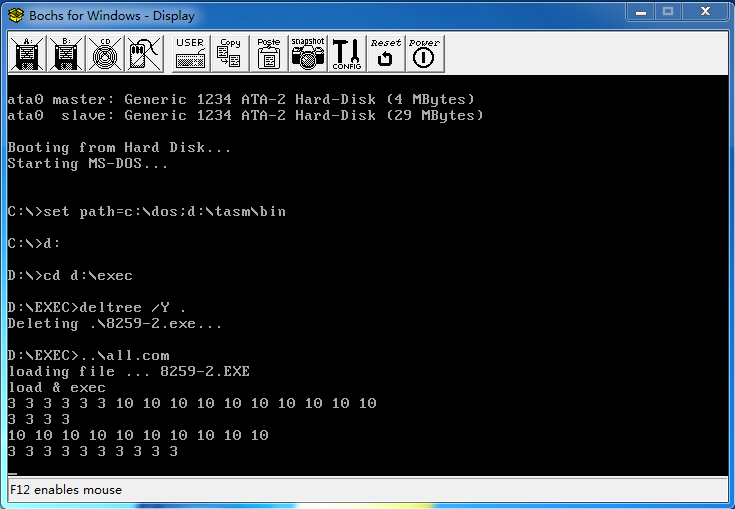 Bochs for Windows - Display
A: B: CD USER Copy Paste snapshot CONFIG Reset Power
ata0 master: Generic 1234 ATA-2 Hard-Disk (4 MBytes)
ata0  slave: Generic 1234 ATA-2 Hard-Disk (29 MBytes)
Booting from Hard Disk...
Starting MS-DOS...
C:\>set path=c:\dos;d:\tasm\bin
C:\>d:
D:\>cd d:\exec
D:\EXEC>deltree /Y .
Deleting .\8259-2.exe...
D:\EXEC>..\all.com
loading file ... 8259-2.EXE
load & exec
3 3 3 3 3 3 10 10 10 10 10 10 10 10 10 10
3 3 3 3
10 10 10 10 10 10 10 10 10 10
3 3 3 3 3 3 3 3 3 3
_
F12 enables mouse